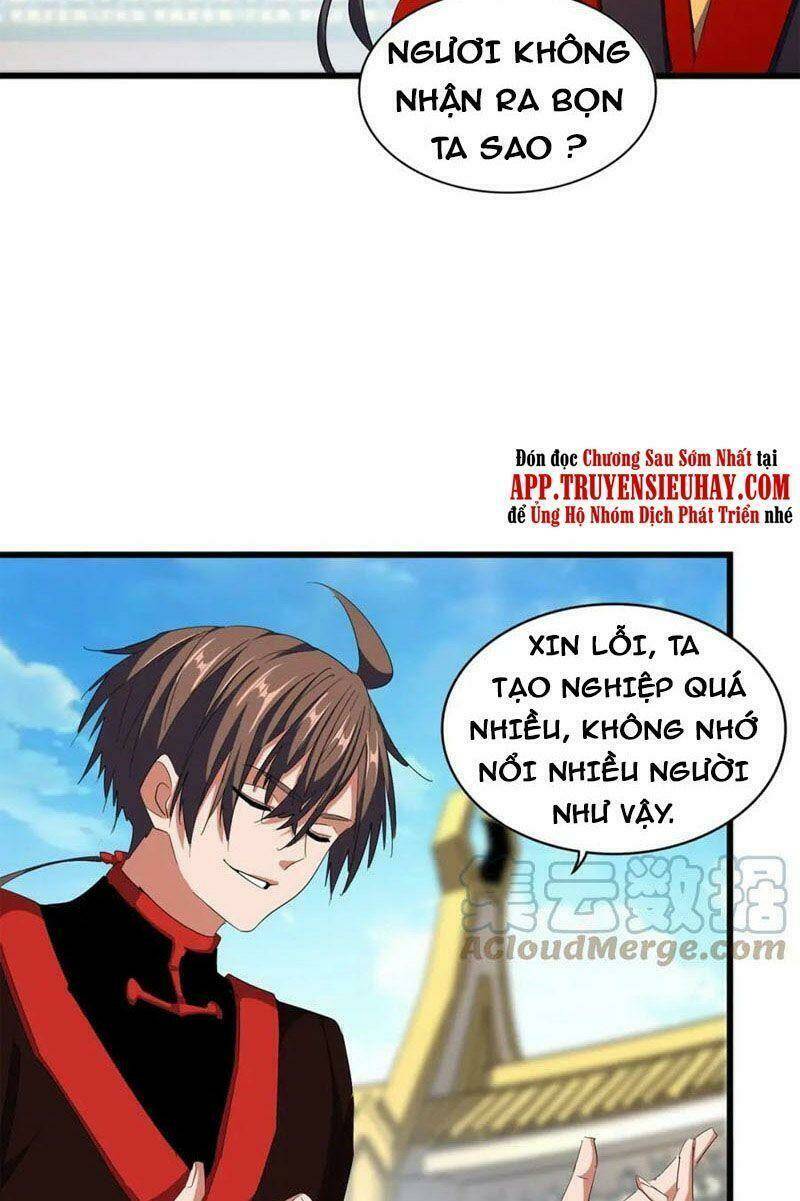 NGƯƠI KHÔNG
NHẬN RA BỌN
TA SAO ?
Đón đọc Chương Sau Sớm Nhất tại
APP.TRUYENSIEUHAY.COM
để Ủng Hộ Nhóm Dịch Phát Triển nhé
XIN LỖI, TA
TẠO NGHIỆP QUÁ
NHIỀU, KHÔNG NHỚ
NỔI NHIỀU NGƯỜI
NHƯ VẬY.
集云数据
AcloudMerge.com